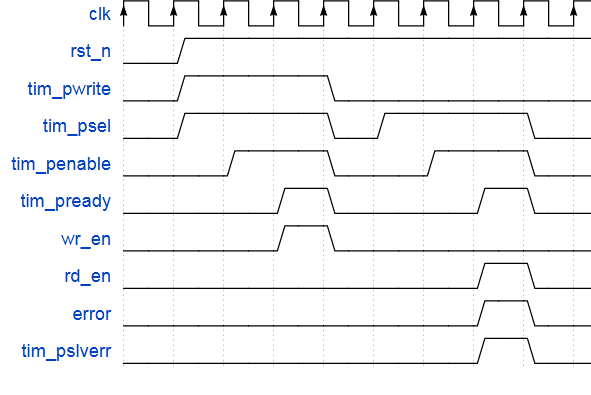 clk
rst_n
tim_pwrite
tim_psel
tim_penable
tim_pready
wr_en
rd_en
error
tim_pslverr